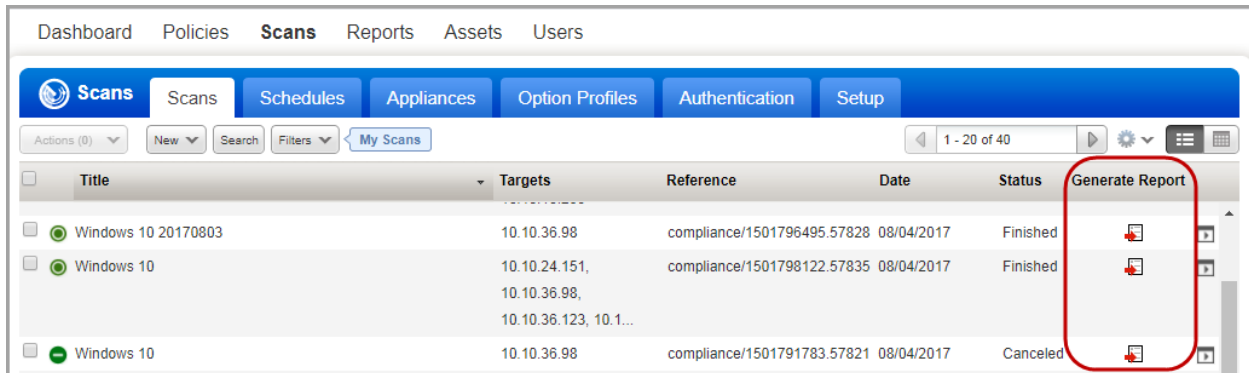 Dashboard Policies Scans Reports Assets Users
Scans Scans Schedules Appliances Option Profiles Authentication Setup
Actions (0) New Search Filters My Scans 1 - 20 of 40
Title Targets Reference Date Status Generate Report
Windows 10 20170803 10.10.36.98 compliance/1501796495.57828 08/04/2017 Finished
Windows 10 10.10.24.151, compliance/1501798122.57835 08/04/2017 Finished
10.10.36.98,
10.10.36.123, 10.1...
Windows 10 10.10.36.98 compliance/1501791783.57821 08/04/2017 Canceled